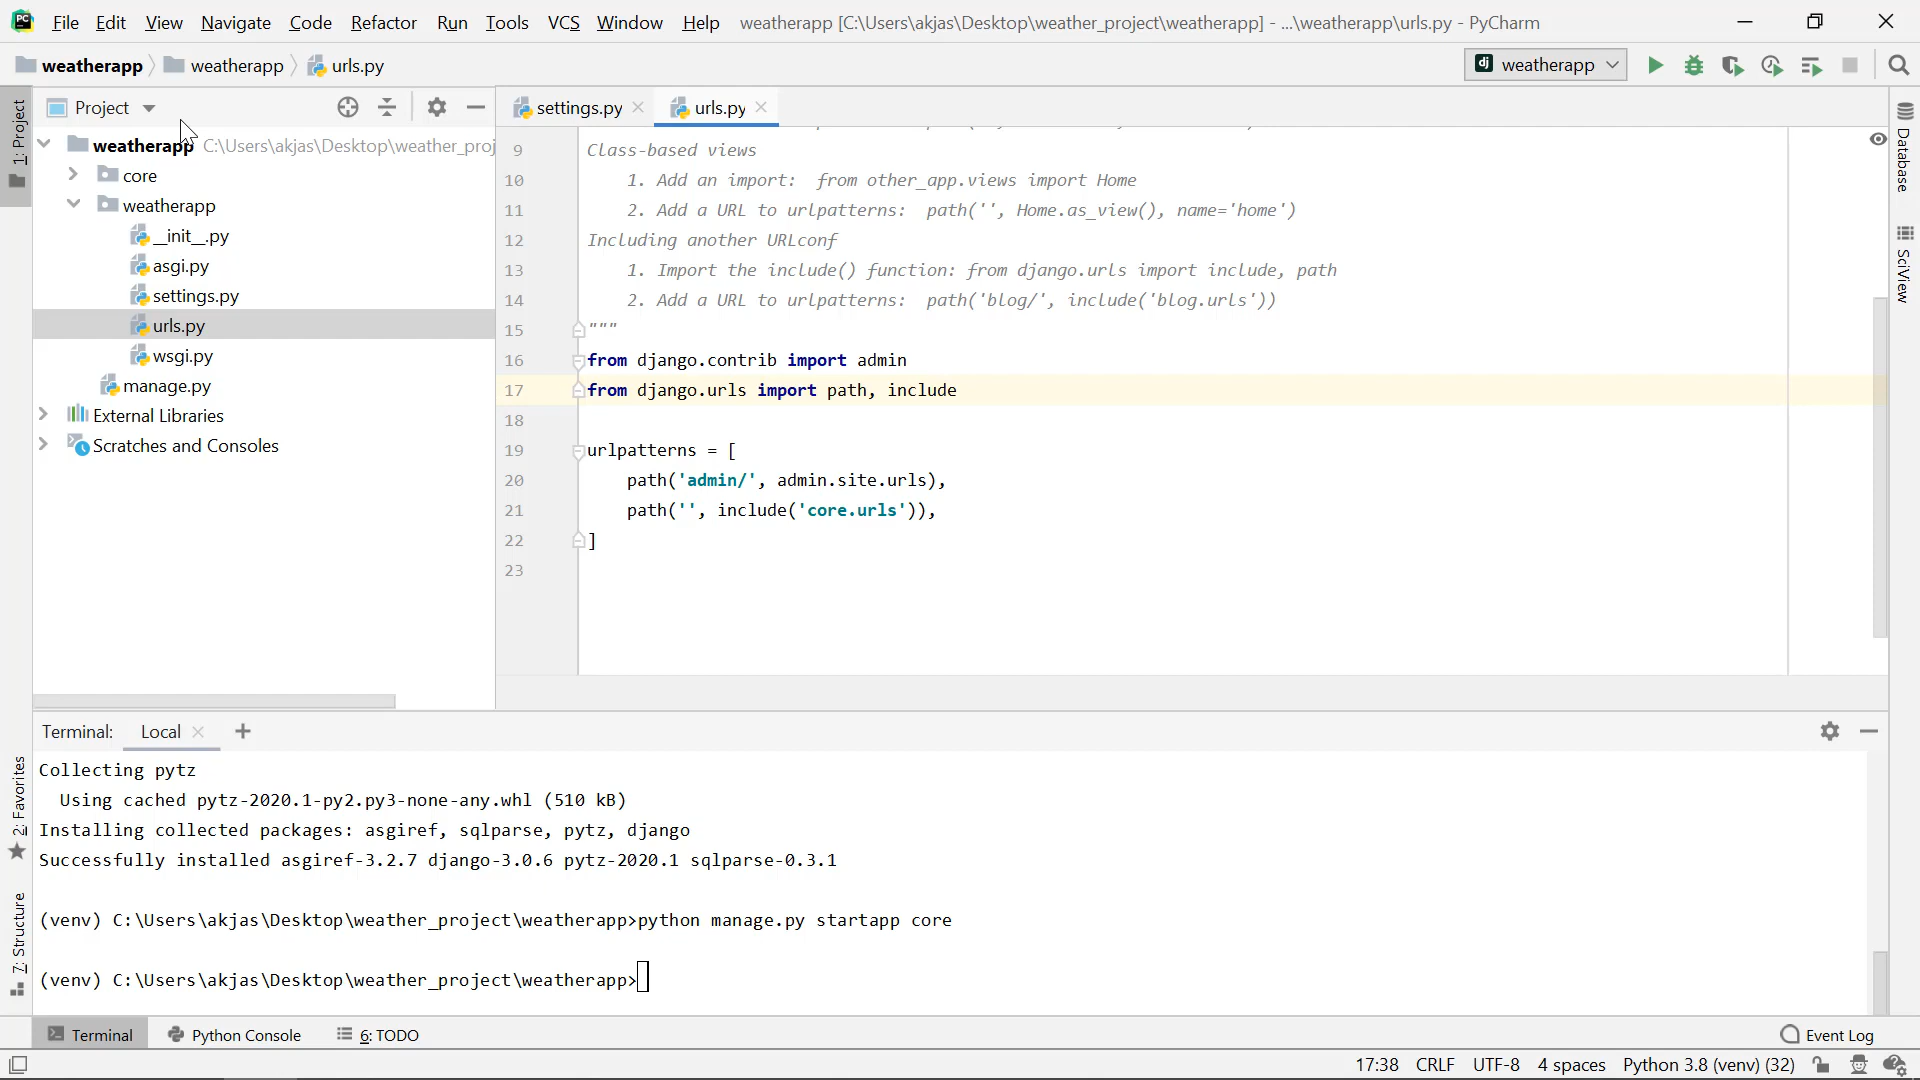 File Edit View Navigate Code Refactor Run Tools VCS Window Help weatherapp [C:\Users\akjas\Desktop\weather_project\weatherapp] - ...\weatherapp\urls.py - PyCharm
weatherapp weatherapp urls.py weatherapp
Project settings.py urls.py
1: Project
weatherapp C:\Users\akjas\Desktop\weather_proj
core
weatherapp
__init__.py
asgi.py
settings.py
urls.py
wsgi.py
manage.py
External Libraries
Scratches and Consoles
9 Class-based views
10 1. Add an import: from other_app.views import Home
11 2. Add a URL to urlpatterns: path('', Home.as_view(), name='home')
12 Including another URLconf
13 1. Import the include() function: from django.urls import include, path
14 2. Add a URL to urlpatterns: path('blog/', include('blog.urls'))
15 """
16 from django.contrib import admin
17 from django.urls import path, include
18
19 urlpatterns = [
20 path('admin/', admin.site.urls),
21 path('', include('core.urls')),
22 ]
23
Database
SciView
Terminal: Local
Collecting pytz
Using cached pytz-2020.1-py2.py3-none-any.whl (510 kB)
Installing collected packages: asgiref, sqlparse, pytz, django
Successfully installed asgiref-3.2.7 django-3.0.6 pytz-2020.1 sqlparse-0.3.1
(venv) C:\Users\akjas\Desktop\weather_project\weatherapp>python manage.py startapp core
(venv) C:\Users\akjas\Desktop\weather_project\weatherapp>
2: Favorites
7: Structure
Terminal Python Console 6: TODO Event Log
17:38 CRLF UTF-8 4 spaces Python 3.8 (venv) (32)